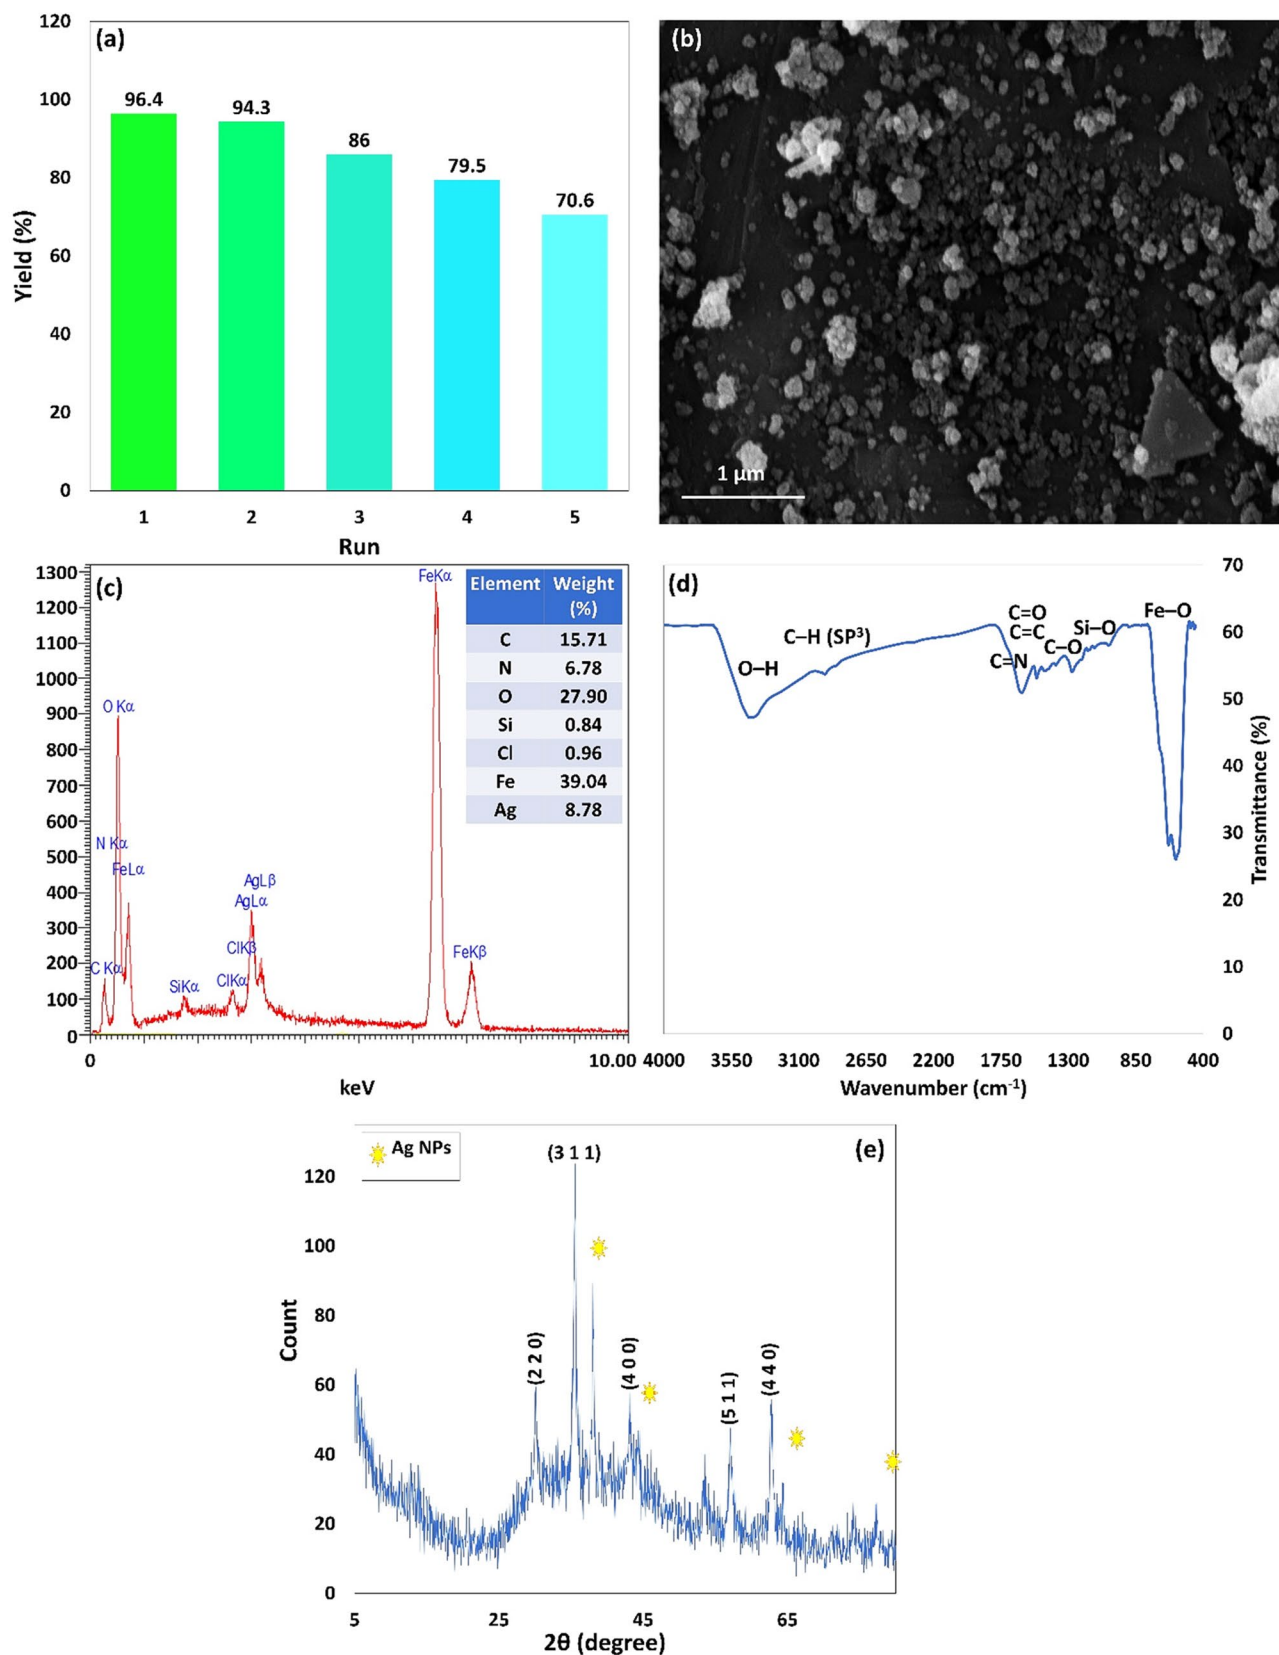 (a)
120
100
80
60
40
20
0
Yield (%)
96.4
94.3
86
79.5
70.6
1 2 3 4 5
Run
(b)
1 µm
(c)
1300
1200
1100
1000
900
800
700
600
500
400
300
200
100
0
FeKα
O Kα
N Kα
FeLα
C Kα
SiKα
ClKα
ClKβ
AgLβ
AgLα
FeKβ
Element Weight (%)
C 15.71
N 6.78
O 27.90
Si 0.84
Cl 0.96
Fe 39.04
Ag 8.78
0 10.00
keV
(d)
O–H
C–H (SP³)
C=O
C=C
C=N
C–O
Si–O
Fe–O
70
60
50
40
30
20
10
0
Transmittance (%)
4000 3550 3100 2650 2200 1750 1300 850 400
Wavenumber (cm⁻¹)
(e)
Ag NPs
120
100
80
60
40
20
0
Count
(2 2 0)
(3 1 1)
(4 0 0)
(5 1 1)
(4 4 0)
5 25 45 65
2θ (degree)